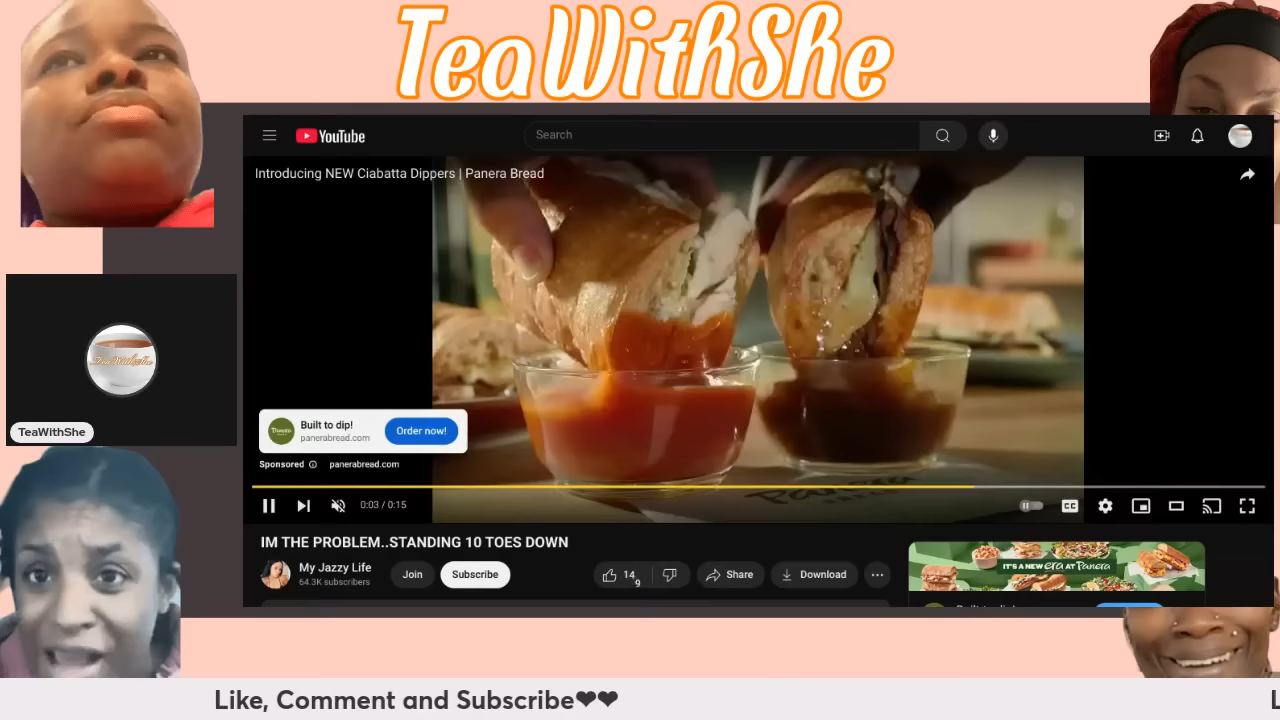 TeaWithShe
YouTube
Search
Introducing NEW Ciabatta Dippers | Panera Bread
Built to dip!
panerabread.com
Order now!
Sponsored
panerabread.com
TeaWithShe
0:03 / 0:15
CC
IM THE PROBLEM..STANDING 10 TOES DOWN
My Jazzy Life
64.3K subscribers
Join
Subscribe
14
9
Share
Download
IT'S A NEW era AT Panera
Like, Comment and Subscribe❤❤
L